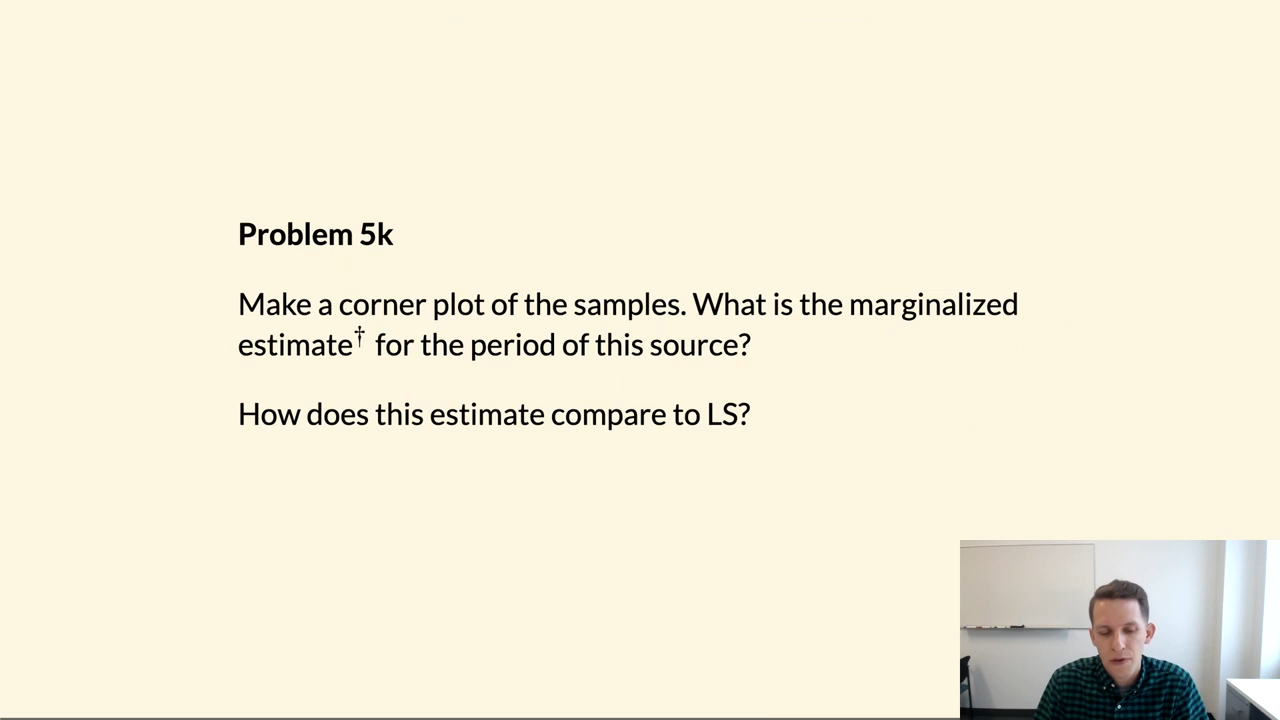 Problem 5k
Make a corner plot of the samples. What is the marginalized
estimate† for the period of this source?
How does this estimate compare to LS?